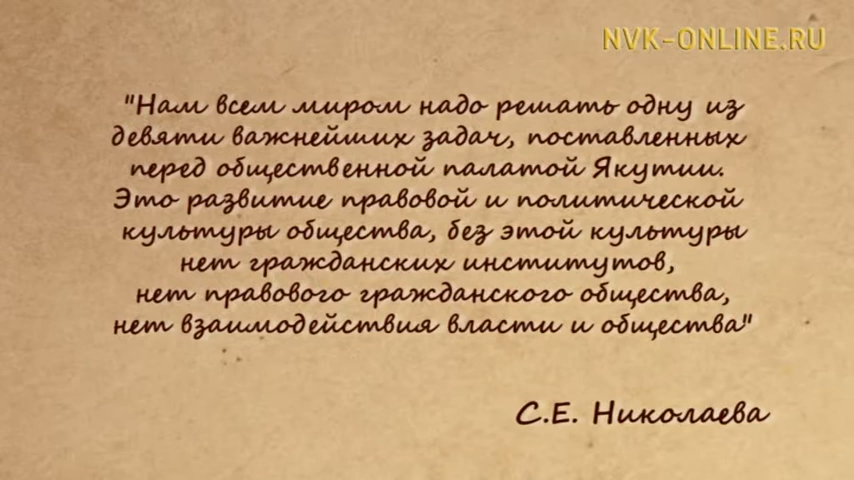 NVK-ONLINE.RU
"Нам всем миром надо решать одну из
девяти важнейших задач, поставленных
перед общественной палатой Якутии.
Это развитие правовой и политической
культуры общества, без этой культуры
нет гражданских институтов,
нет правового гражданского общества,
нет взаимодействия власти и общества"
С.Е. Николаева